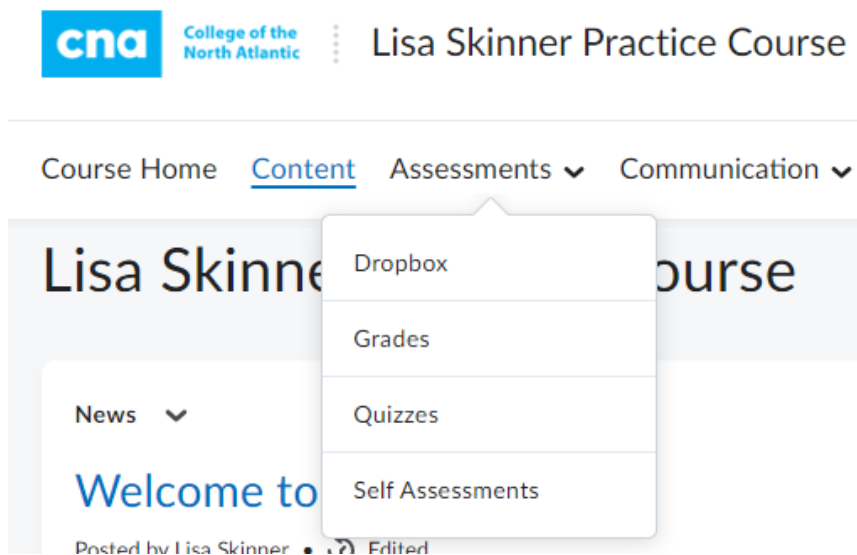 cna College of the North Atlantic Lisa Skinner Practice Course
Course Home Content Assessments Communication
Lisa Skinne ourse
Dropbox
Grades
News
Quizzes
Welcome to
Self Assessments
Posted by Lisa Skinner • Edited